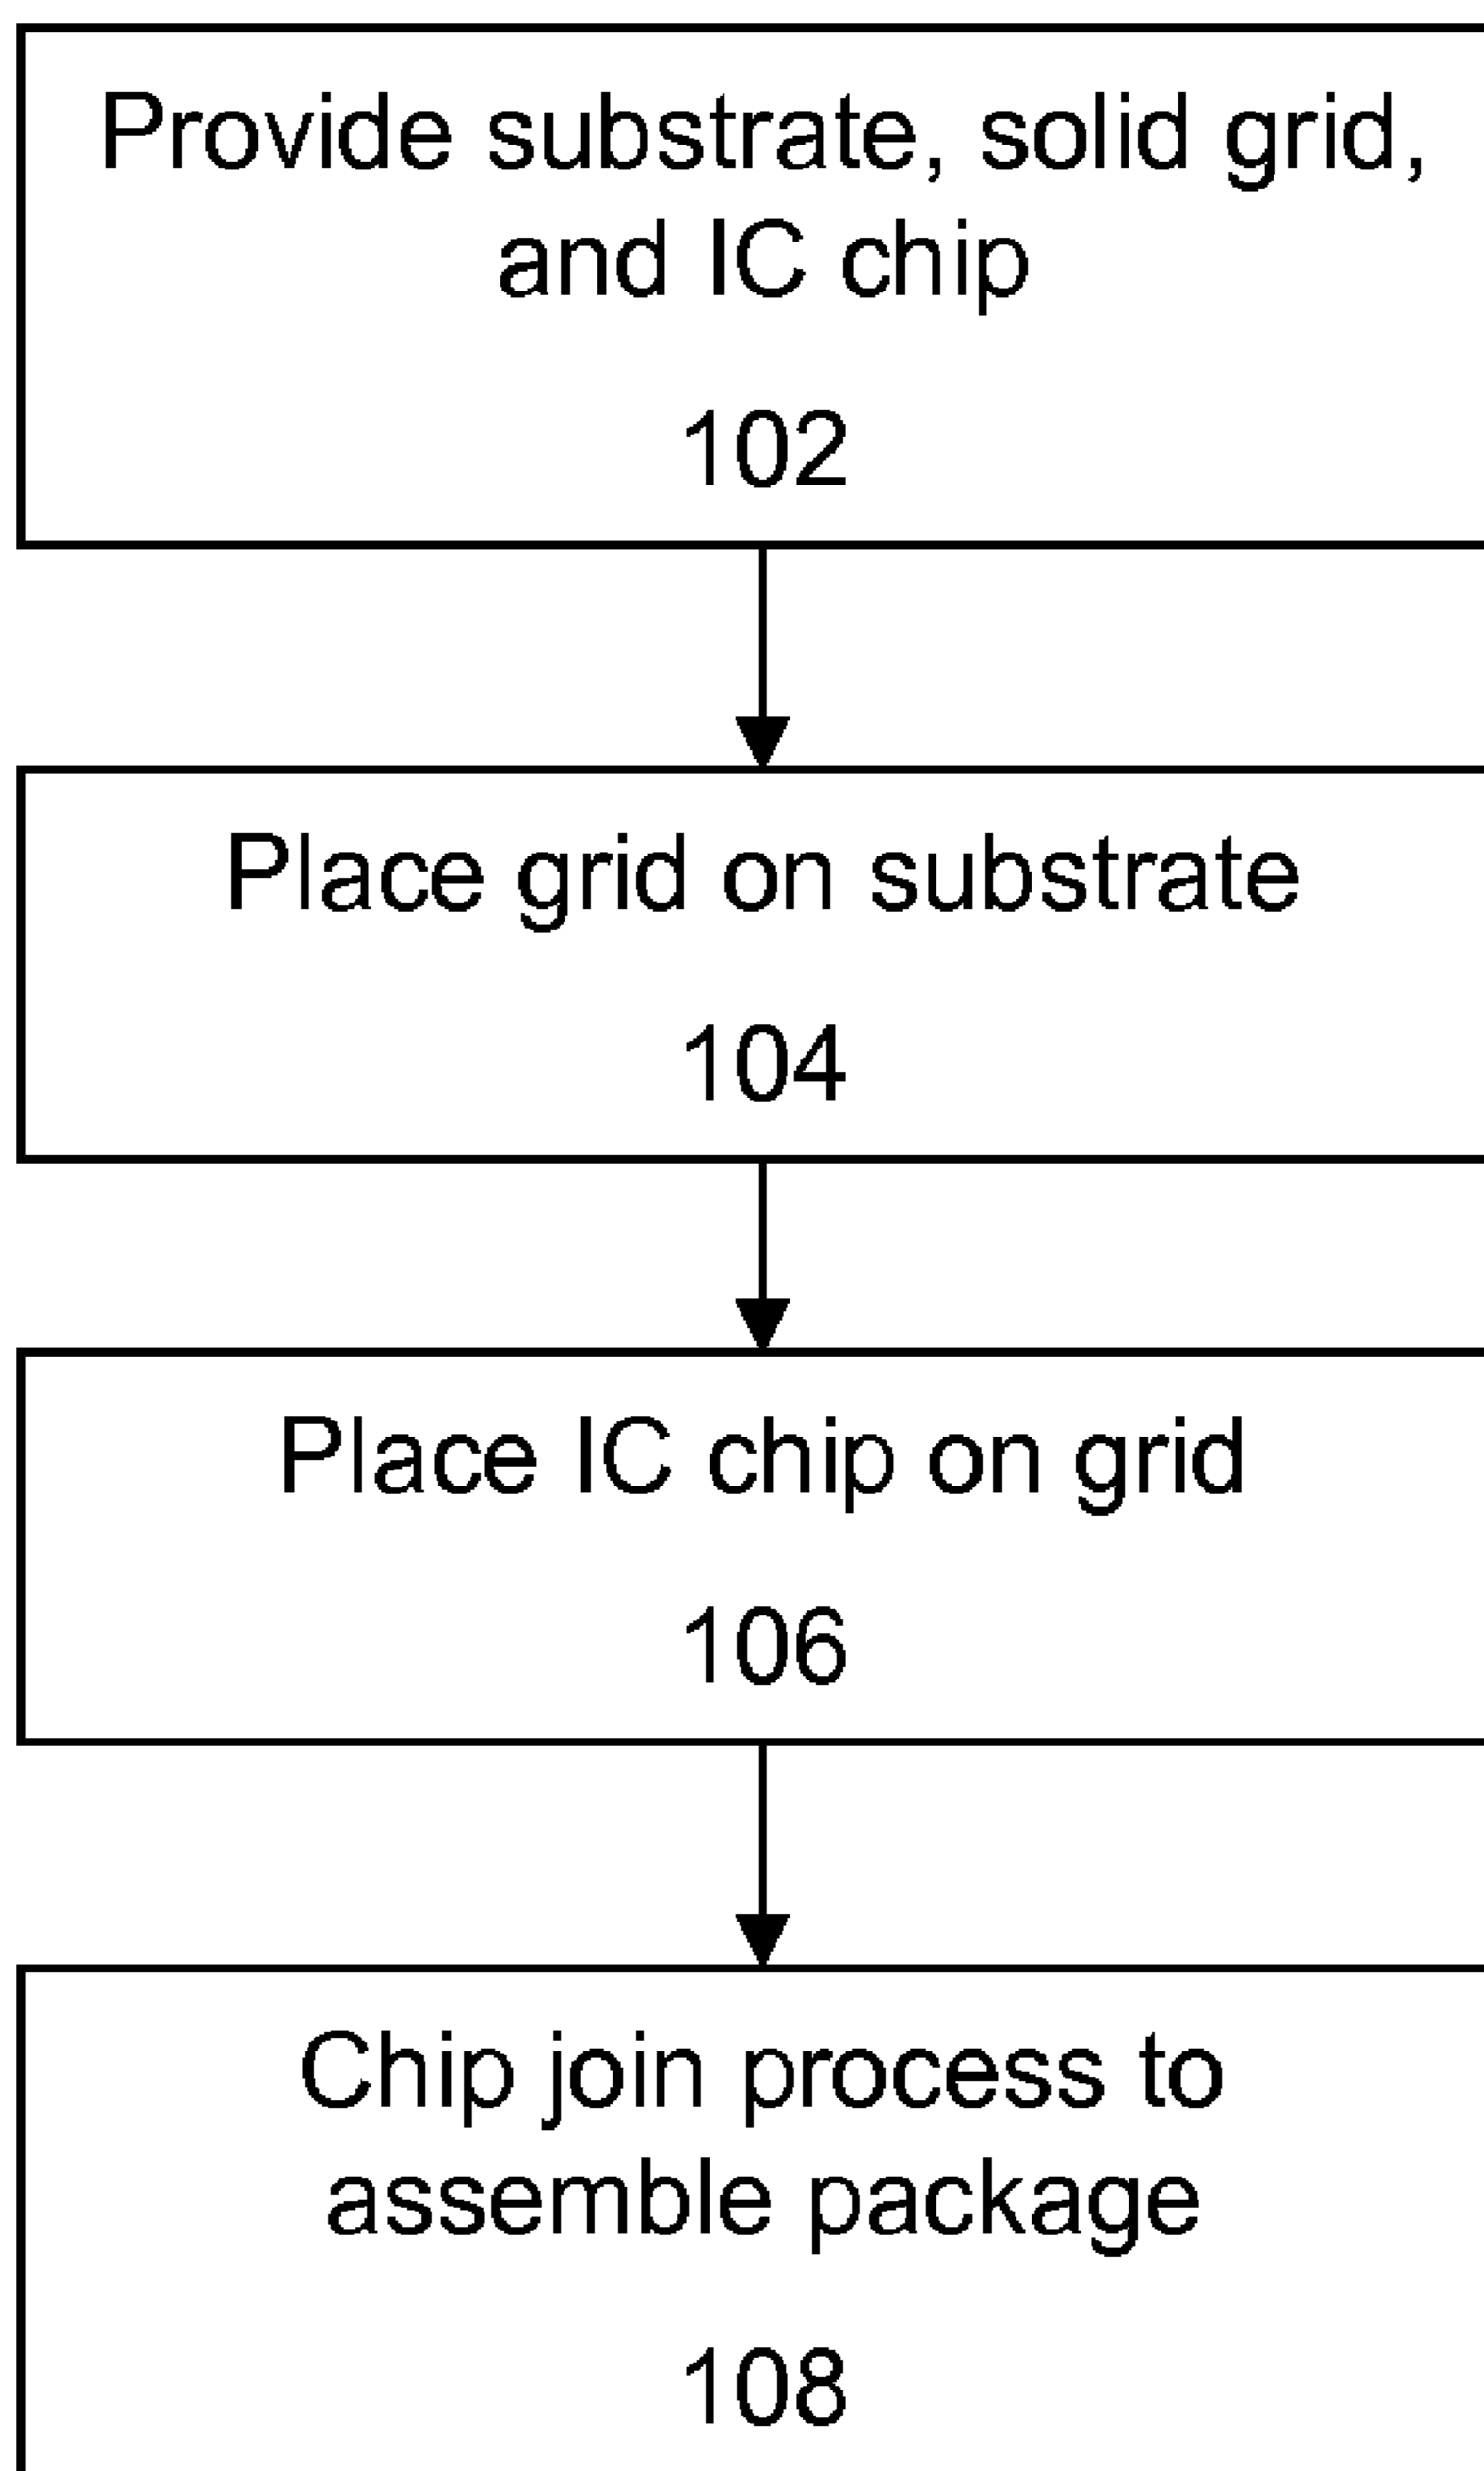 Provide substrate, solid grid,
and IC chip
102
Place grid on substrate
104
Place IC chip on grid
106
Chip join process to
assemble package
108